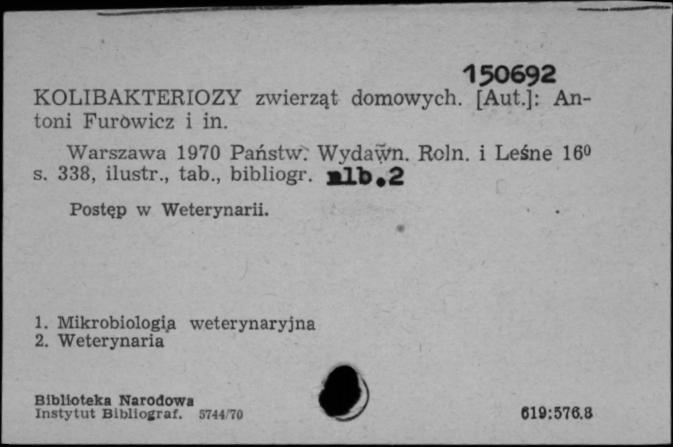 150692
KOLIBAKTERIOZY zwierząt domowych. [Aut.]: An-
toni Furowicz i in.
Warszawa 1970 Państw. Wydawn. Roln. i Leśne 16⁰
s. 338, ilustr., tab., bibliogr. alb.2
Postęp w Weterynarii.
1. Mikrobiologia weterynaryjna
2. Weterynaria
Biblioteka Narodowa
Instytut Bibliograf. 5744/70
619:576.8